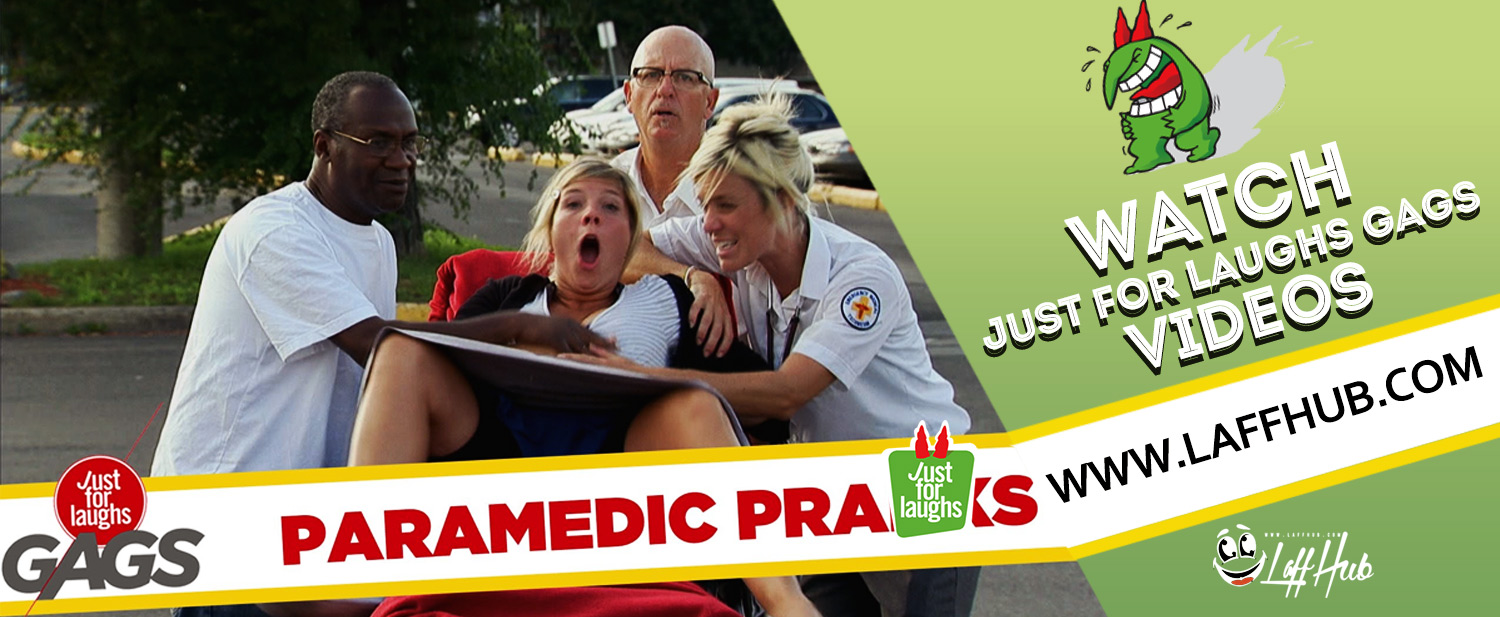 WATCH
JUST FOR LAUGHS GAGS
VIDEOS
WWW.LAFFHUB.COM
Just
for
laughs
GAGS
PARAMEDIC PRA KS
Just
for
laughs
WWW.LAFFHUB.COM
Laff Hub